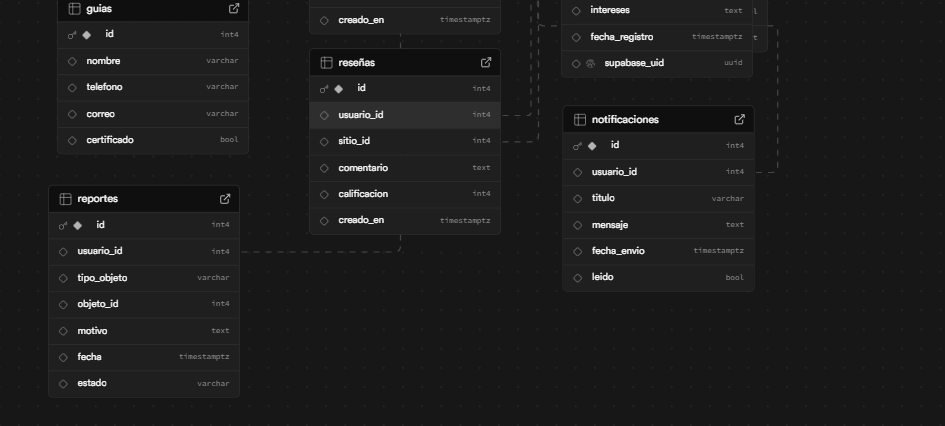 guias
id int4
nombre varchar
telefono varchar
correo varchar
certificado bool
reportes
id int4
usuario_id int4
tipo_objeto varchar
objeto_id int4
motivo text
fecha timestamptz
estado varchar
creado_en timestamptz
reseñas
id int4
usuario_id int4
sitio_id int4
comentario text
calificacion int4
creado_en timestamptz
intereses text
fecha_registro timestamptz
supabase_uid uuid
l
t
notificaciones
id int4
usuario_id int4
titulo varchar
mensaje text
fecha_envio timestamptz
leido bool